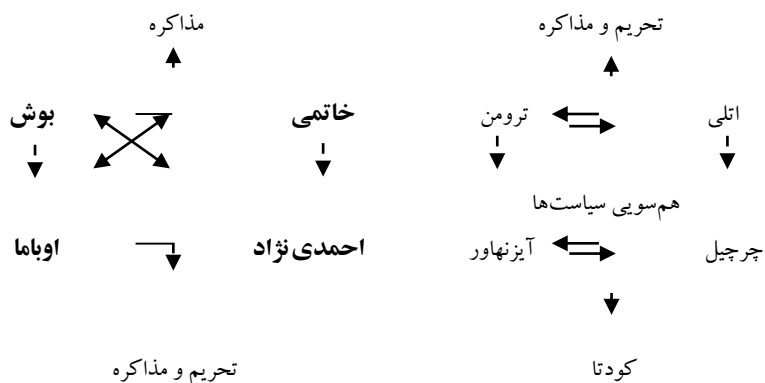 تحریم و مذاکره
مذاکره
اتلی
ترومن
خاتمی
بوش
هم‌سویی سیاست‌ها
چرچیل
آیزنهاور
احمدی‌نژاد
اوباما
کودتا
تحریم و مذاکره